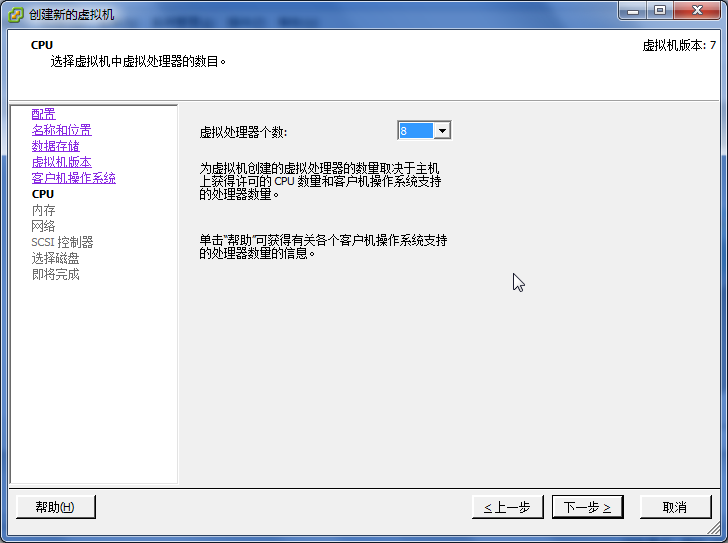 创建新的虚拟机
CPU
选择虚拟机中虚拟处理器的数目。
虚拟机版本: 7
配置
名称和位置
数据存储
虚拟机版本
客户机操作系统
CPU
内存
网络
SCSI 控制器
选择磁盘
即将完成
虚拟处理器个数:
8
为虚拟机创建的虚拟处理器的数量取决于主机
上获得许可的 CPU 数量和客户机操作系统支持
的处理器数量。
单击"帮助"可获得有关各个客户机操作系统支持
的处理器数量的信息。
帮助(H)
< 上一步
下一步 >
取消